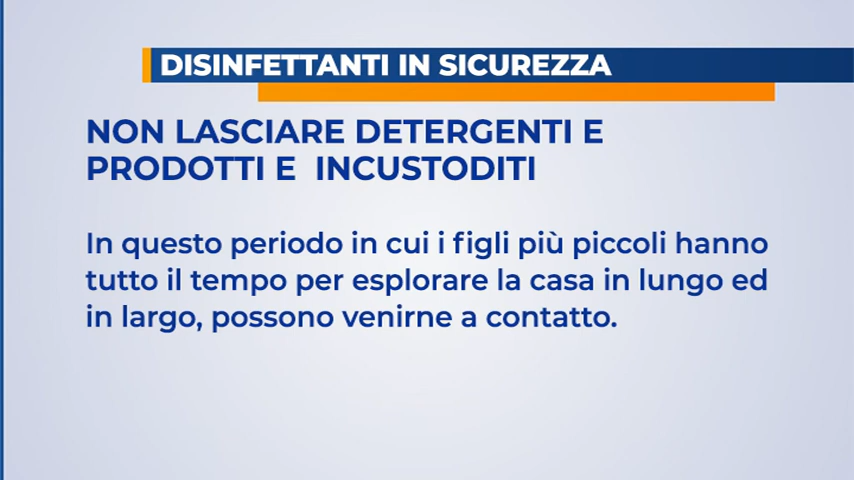 DISINFETTANTI IN SICUREZZA
NON LASCIARE DETERGENTI E
PRODOTTI E  INCUSTODITI
In questo periodo in cui i figli più piccoli hanno
tutto il tempo per esplorare la casa in lungo ed
in largo, possono venirne a contatto.